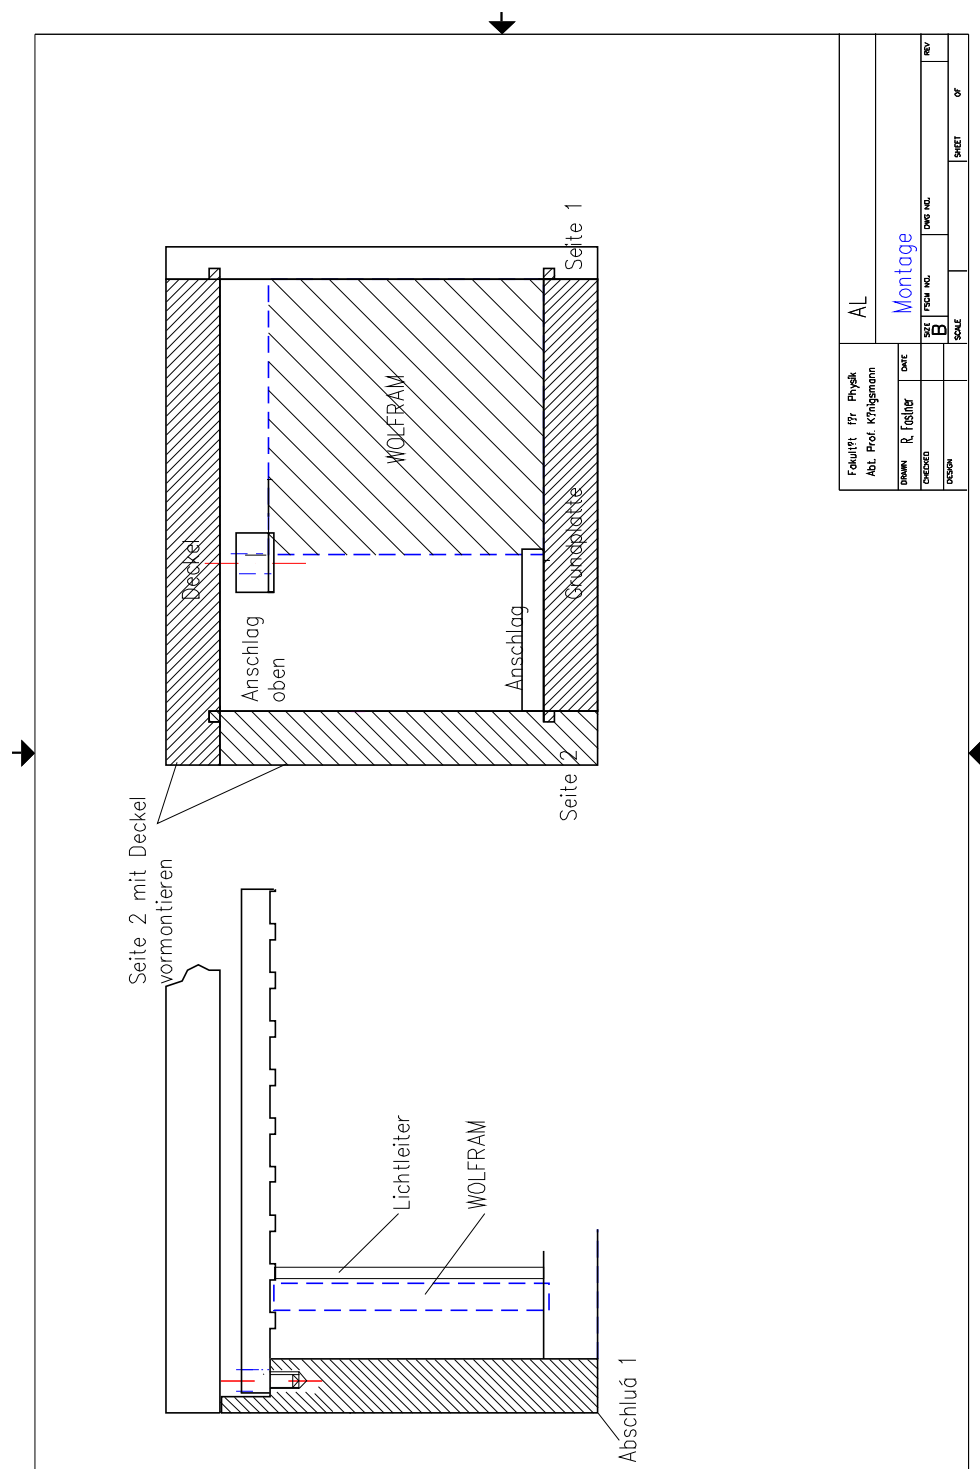 Seite 1
WOLFRAM
Deckel
Grundplatte
Anschlag
oben
Anschlag
Seite 2
Seite 2 mit Deckel
vormontieren
Lichtleiter
WOLFRAM
Abschluá 1
Fakult?t f?r Physik
Abt. Prof. K?nigsmann
AL
Montage
DRAWN R. Fastner DATE
CHECKED
DESIGN
SIZE B FSCM NO. DWG NO. REV
SCALE SHEET OF